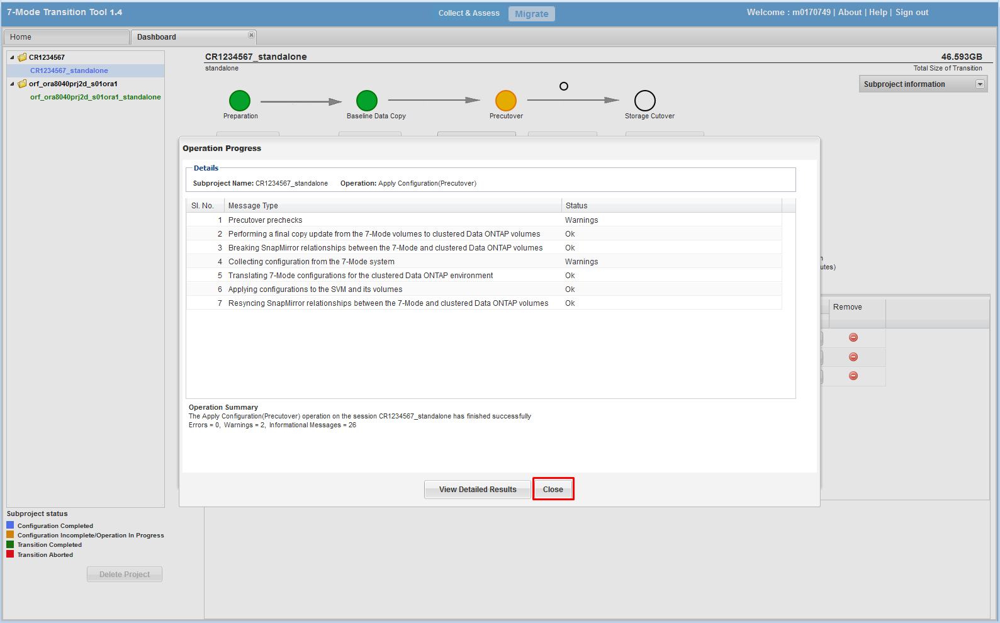 7-Mode Transition Tool 1.4
Collect & Assess
Migrate
Welcome : m0170749 | About | Help | Sign out
Home
Dashboard
CR1234567
CR1234567_standalone
orf_ora8040prj2d_s01ora1
orf_ora8040prj2d_s01ora1_standalone
CR1234567_standalone
46.593GB
standalone
Total Size of Transition
Subproject information
Preparation
Baseline Data Copy
Precutover
Storage Cutover
Operation Progress
Details
Subproject Name: CR1234567_standalone Operation: Apply Configuration(Precutover)
Sl. No. Message Type Status
1 Precutover prechecks Warnings
2 Performing a final copy update from the 7-Mode volumes to clustered Data ONTAP volumes Ok
3 Breaking SnapMirror relationships between the 7-Mode and clustered Data ONTAP volumes Ok
4 Collecting configuration from the 7-Mode system Warnings
5 Translating 7-Mode configurations for the clustered Data ONTAP environment Ok
6 Applying configurations to the SVM and its volumes Ok
7 Resyncing SnapMirror relationships between the 7-Mode and clustered Data ONTAP volumes Ok
utes)
Remove
Operation Summary
The Apply Configuration(Precutover) operation on the session CR1234567_standalone has finished successfully
Errors = 0, Warnings = 2, Informational Messages = 26
View Detailed Results
Close
Subproject status
Configuration Completed
Configuration Incomplete/Operation In Progress
Transition Completed
Transition Aborted
Delete Project